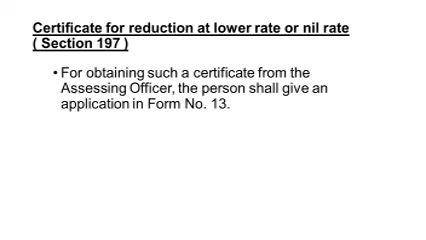 Certificate for reduction at lower rate or nil rate
( Section 197 )
• For obtaining such a certificate from the
Assessing Officer, the person shall give an
application in Form No. 13.